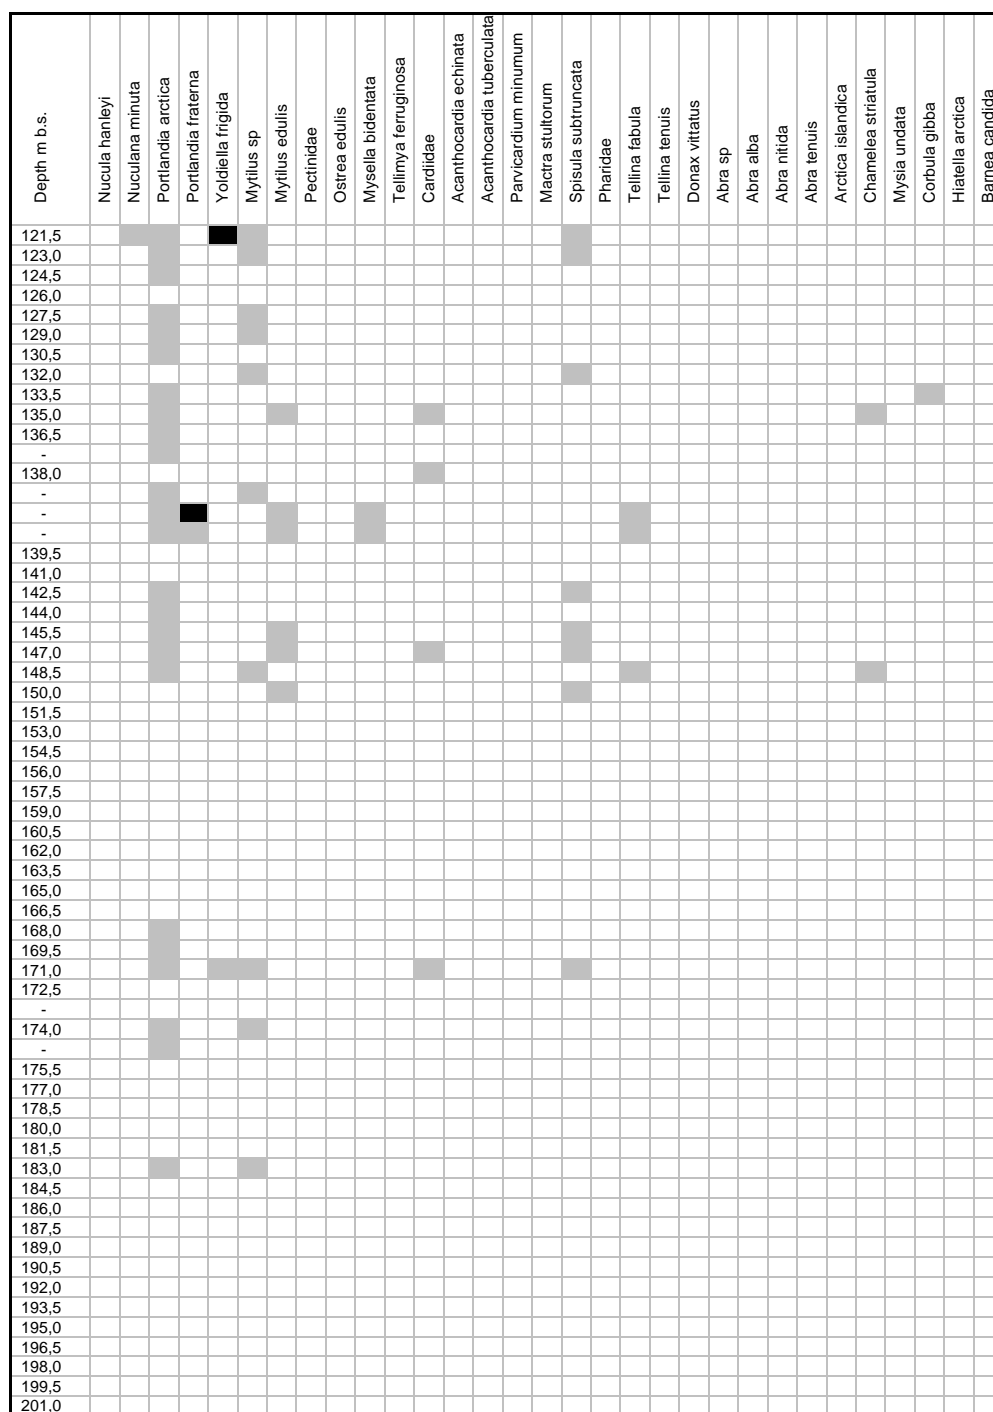 Depth m b.s.
Nucula hanleyi
Nuculana minuta
Portlandia arctica
Portlandia fraterna
Yoldiella frigida
Mytilus sp
Mytilus edulis
Pectinidae
Ostrea edulis
Mysella bidentata
Tellimya ferruginosa
Cardiidae
Acanthocardia echinata
Acanthocardia tuberculata
Parvicardium minumum
Mactra stultorum
Spisula subtruncata
Pharidae
Tellina fabula
Tellina tenuis
Donax vittatus
Abra sp
Abra alba
Abra nitida
Abra tenuis
Arctica islandica
Chamelea striatula
Mysia undata
Corbula gibba
Hiatella arctica
Barnea candida
121,5
123,0
124,5
126,0
127,5
129,0
130,5
132,0
133,5
135,0
136,5
-
138,0
-
-
-
139,5
141,0
142,5
144,0
145,5
147,0
148,5
150,0
151,5
153,0
154,5
156,0
157,5
159,0
160,5
162,0
163,5
165,0
166,5
168,0
169,5
171,0
172,5
-
174,0
-
175,5
177,0
178,5
180,0
181,5
183,0
184,5
186,0
187,5
189,0
190,5
192,0
193,5
195,0
196,5
198,0
199,5
201,0